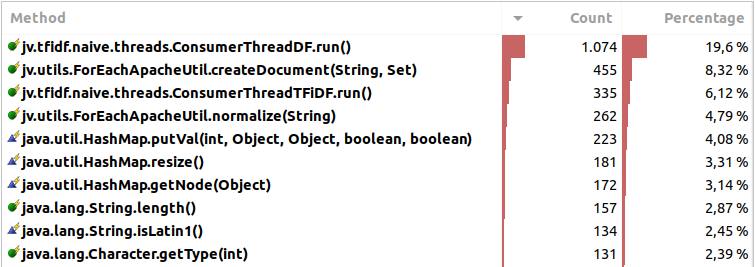 Method Count Percentage
jv.tfidf.naive.threads.ConsumerThreadDF.run() 1.074 19,6 %
jv.utils.ForEachApacheUtil.createDocument(String, Set) 455 8,32 %
jv.tfidf.naive.threads.ConsumerThreadTFiDF.run() 335 6,12 %
jv.utils.ForEachApacheUtil.normalize(String) 262 4,79 %
java.util.HashMap.putVal(int, Object, Object, boolean, boolean) 223 4,08 %
java.util.HashMap.resize() 181 3,31 %
java.util.HashMap.getNode(Object) 172 3,14 %
java.lang.String.length() 157 2,87 %
java.lang.String.isLatin1() 134 2,45 %
java.lang.Character.getType(int) 131 2,39 %